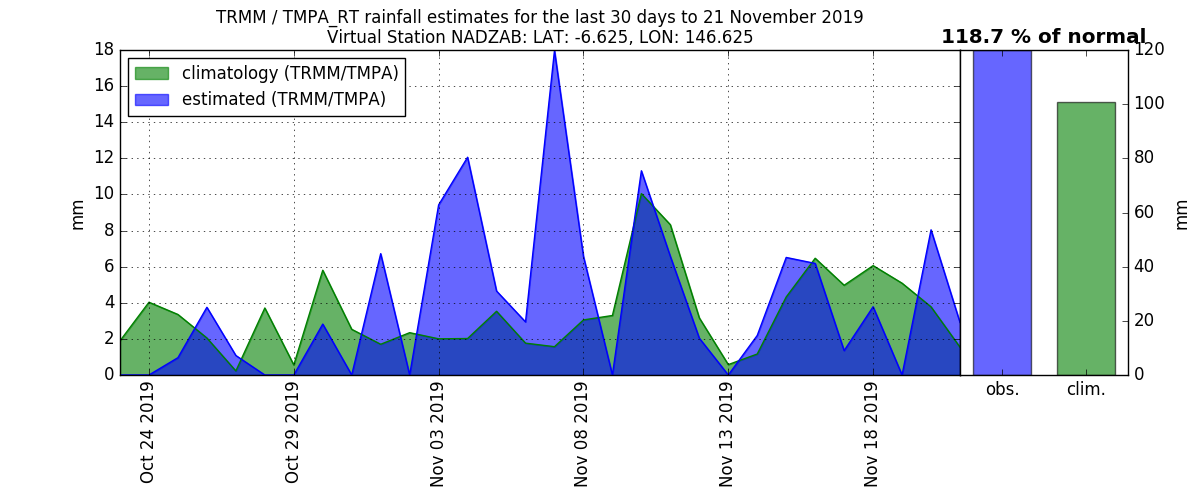 TRMM / TMPA_RT rainfall estimates for the last 30 days to 21 November 2019
Virtual Station NADZAB: LAT: -6.625, LON: 146.625
118.7 % of normal
climatology (TRMM/TMPA)
estimated (TRMM/TMPA)
mm
18
16
14
12
10
8
6
4
2
0
Oct 24 2019
Oct 29 2019
Nov 03 2019
Nov 08 2019
Nov 13 2019
Nov 18 2019
obs.
clim.
120
100
80
60
40
20
0
mm